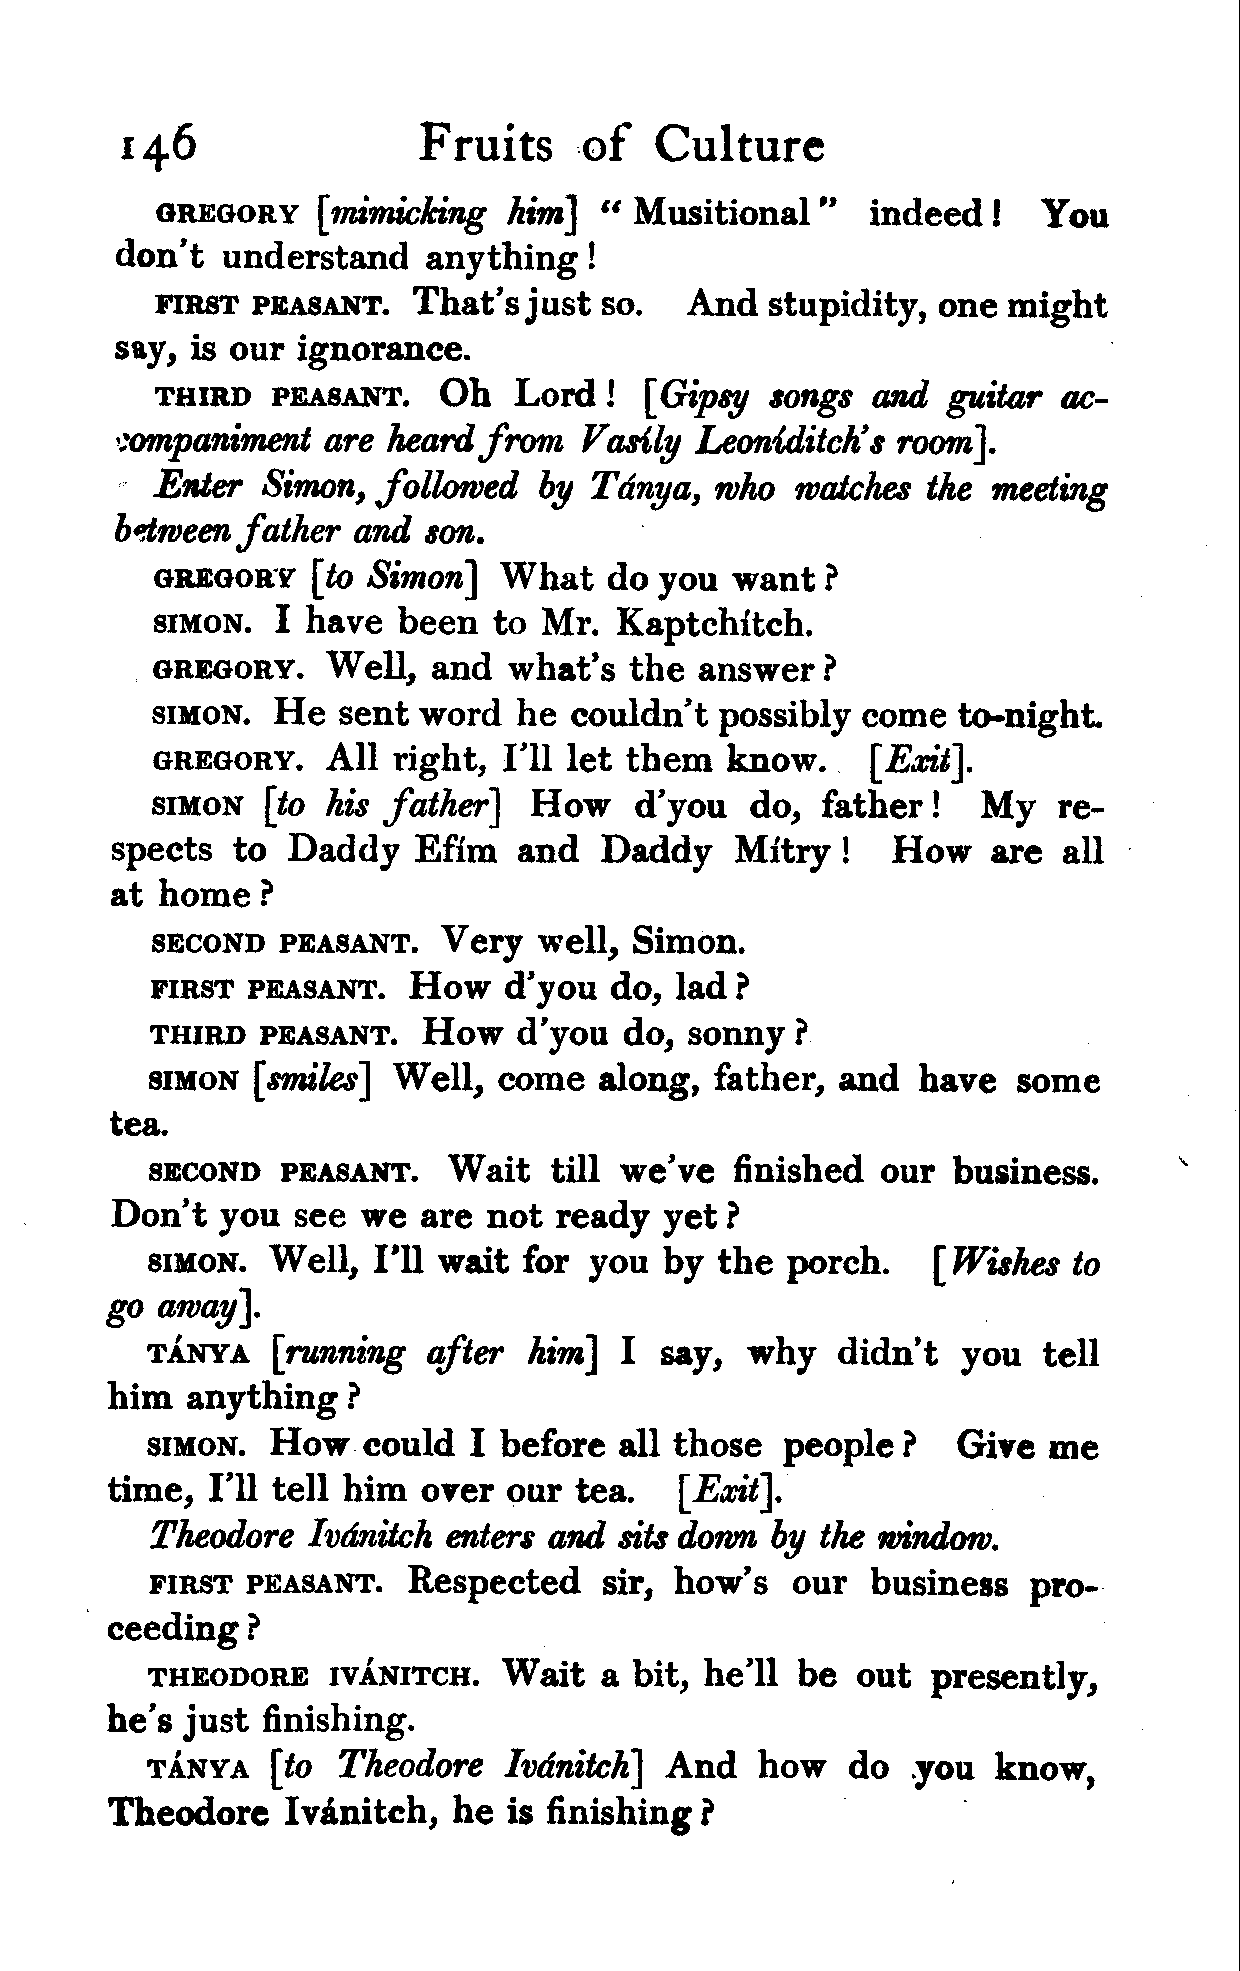 146 Fruits of Culture
GREGORY [mimicking him] “ Musitional ” indeed ! You
don't understand anything !
FIRST PEASANT. That's just so. And stupidity, one might
say, is our ignorance.
THIRD PEASANT. Oh Lord ! [Gipsy songs and guitar ac-
companiment are heard from Vasíly Leoníditch's room].
Enter Simon, followed by Tánya, who watches the meeting
between father and son.
GREGORY [to Simon] What do you want ?
SIMON. I have been to Mr. Kaptchítch.
GREGORY. Well, and what's the answer ?
SIMON. He sent word he couldn't possibly come to-night.
GREGORY. All right, I'll let them know. [Exit].
SIMON [to his father] How d'you do, father ! My re-
spects to Daddy Efím and Daddy Mítry ! How are all
at home ?
SECOND PEASANT. Very well, Simon.
FIRST PEASANT. How d'you do, lad ?
THIRD PEASANT. How d'you do, sonny ?
SIMON [smiles] Well, come along, father, and have some
tea.
SECOND PEASANT. Wait till we've finished our business.
Don't you see we are not ready yet ?
SIMON. Well, I'll wait for you by the porch. [Wishes to
go away].
TÁNYA [running after him] I say, why didn't you tell
him anything ?
SIMON. How could I before all those people ? Give me
time, I'll tell him over our tea. [Exit].
Theodore Ivánitch enters and sits down by the window.
FIRST PEASANT. Respected sir, how's our business pro-
ceeding ?
THEODORE IVÁNITCH. Wait a bit, he'll be out presently,
he's just finishing.
TÁNYA [to Theodore Ivánitch] And how do you know,
Theodore Ivánitch, he is finishing ?